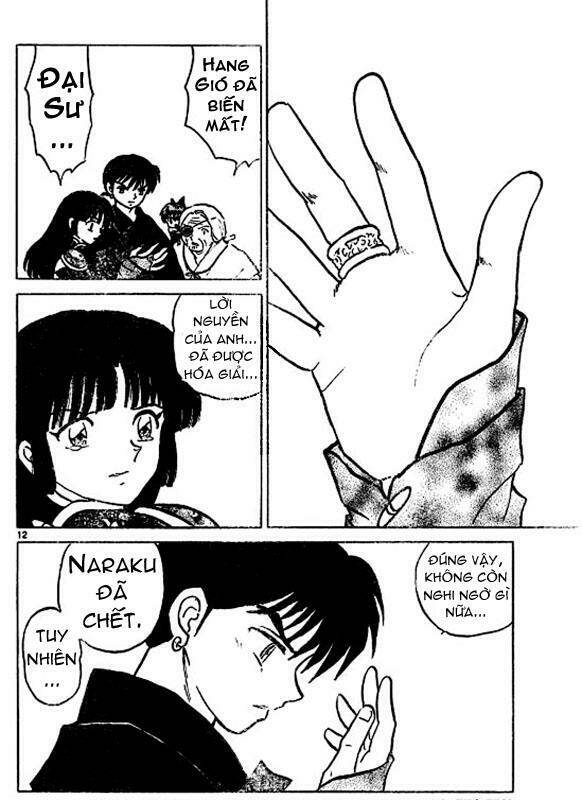 ĐẠI
SƯ
...
HANG
GIÓ ĐÃ
BIẾN
MẤT!
LỜI
NGUYỀN
CỦA ANH...
ĐÃ ĐƯỢC
HÓA GIẢI...
12
NARAKU
ĐÃ
CHẾT.
TUY
NHIÊN
...
ĐÚNG VẬY,
KHÔNG CÒN
NGHI NGỜ GÌ
NỮA...